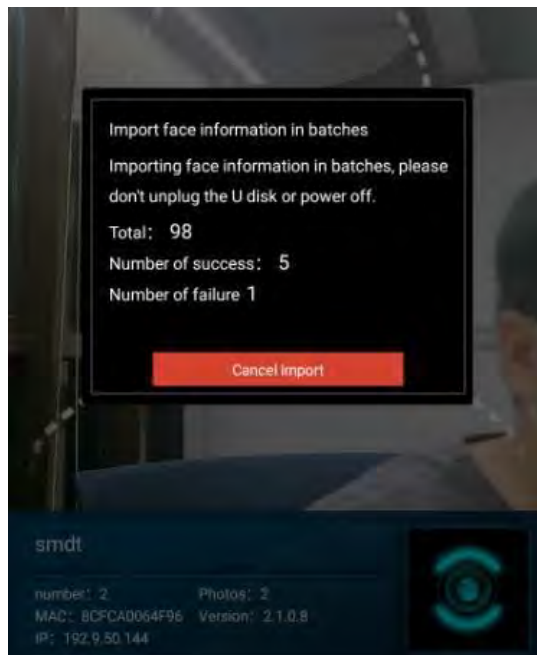 Import face information in batches
Importing face information in batches, please
don't unplug the U disk or power off.
Total： 98
Number of success： 5
Number of failure 1
Cancel Import
smdt
number：2 Photos：2
MAC：8CFCA0064F96 Version：2.1.0.8
IP：192.9.50.144